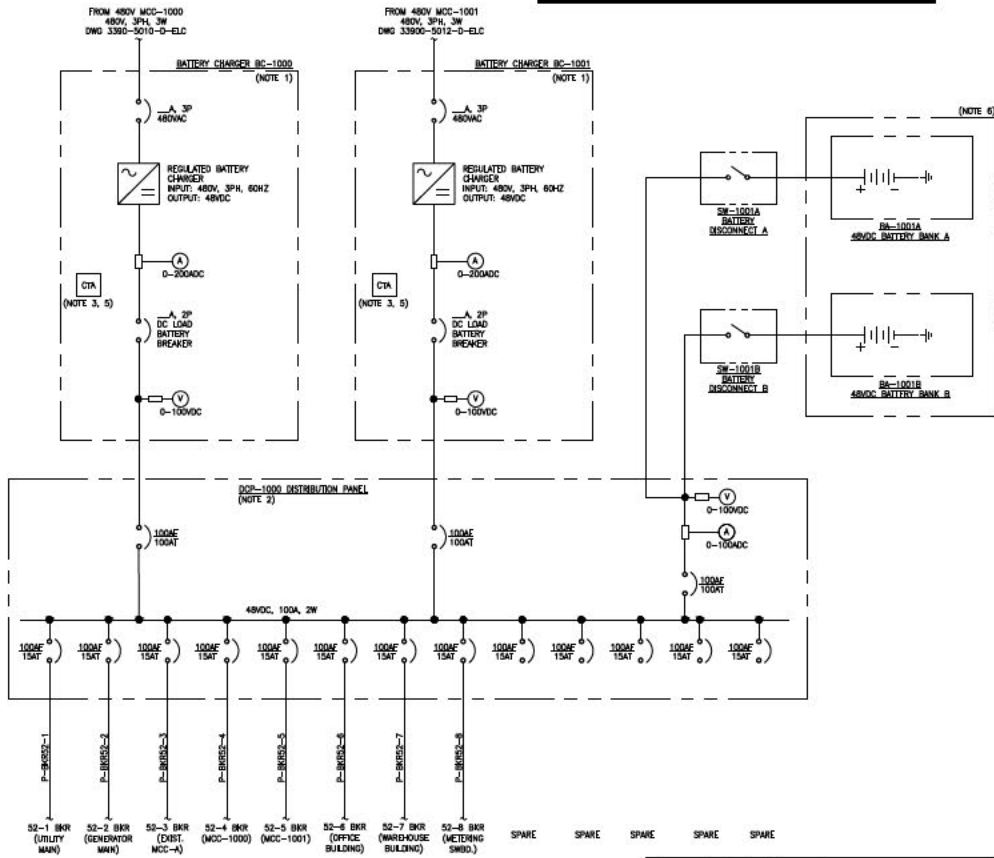 FROM 480V MCC-1000
480V, 3PH, 3W
DWG 3390-5010-D-ELC
FROM 480V MCC-1001
480V, 3PH, 3W
DWG 33900-5012-D-ELC
BATTERY CHARGER BC-1000
(NOTE 1)
__A, 3P
480VAC
REGULATED BATTERY
CHARGER
INPUT: 480V, 3PH, 60HZ
OUTPUT: 48VDC
A
0-200ADC
CTA
(NOTE 3, 5)
__A, 2P
DC LOAD
BATTERY
BREAKER
V
0-100VDC
BATTERY CHARGER BC-1001
(NOTE 1)
__A, 3P
480VAC
REGULATED BATTERY
CHARGER
INPUT: 480V, 3PH, 60HZ
OUTPUT: 48VDC
A
0-200ADC
CTA
(NOTE 3, 5)
__A, 2P
DC LOAD
BATTERY
BREAKER
V
0-100VDC
(NOTE 6)
SW-1001A
BATTERY
DISCONNECT A
+ -
BA-1001A
48VDC BATTERY BANK A
SW-1001B
BATTERY
DISCONNECT B
+ -
BA-1001B
48VDC BATTERY BANK B
DCP-1000 DISTRIBUTION PANEL
(NOTE 2)
V
0-100VDC
A
0-100ADC
100AF
100AT
100AF
100AT
100AF
100AT
48VDC, 100A, 2W
100AF
15AT
100AF
15AT
100AF
15AT
100AF
15AT
100AF
15AT
100AF
15AT
100AF
15AT
100AF
15AT
100AF
15AT
100AF
15AT
100AF
15AT
100AF
15AT
100AF
15AT
P-BKR52-1
P-BKR52-2
P-BKR52-3
P-BKR52-4
P-BKR52-5
P-BKR52-6
P-BKR52-7
P-BKR52-8
52-1 BKR
(UTILITY
MAIN)
52-2 BKR
(GENERATOR
MAIN)
52-3 BKR
(EXIST.
MCC-A)
52-4 BKR
(MCC-1000)
52-5 BKR
(MCC-1001)
52-6 BKR
(OFFICE
BUILDING)
52-7 BKR
(WAREHOUSE
BUILDING)
52-8 BKR
(METERING
SWBD.)
SPARE
SPARE
SPARE
SPARE
SPARE